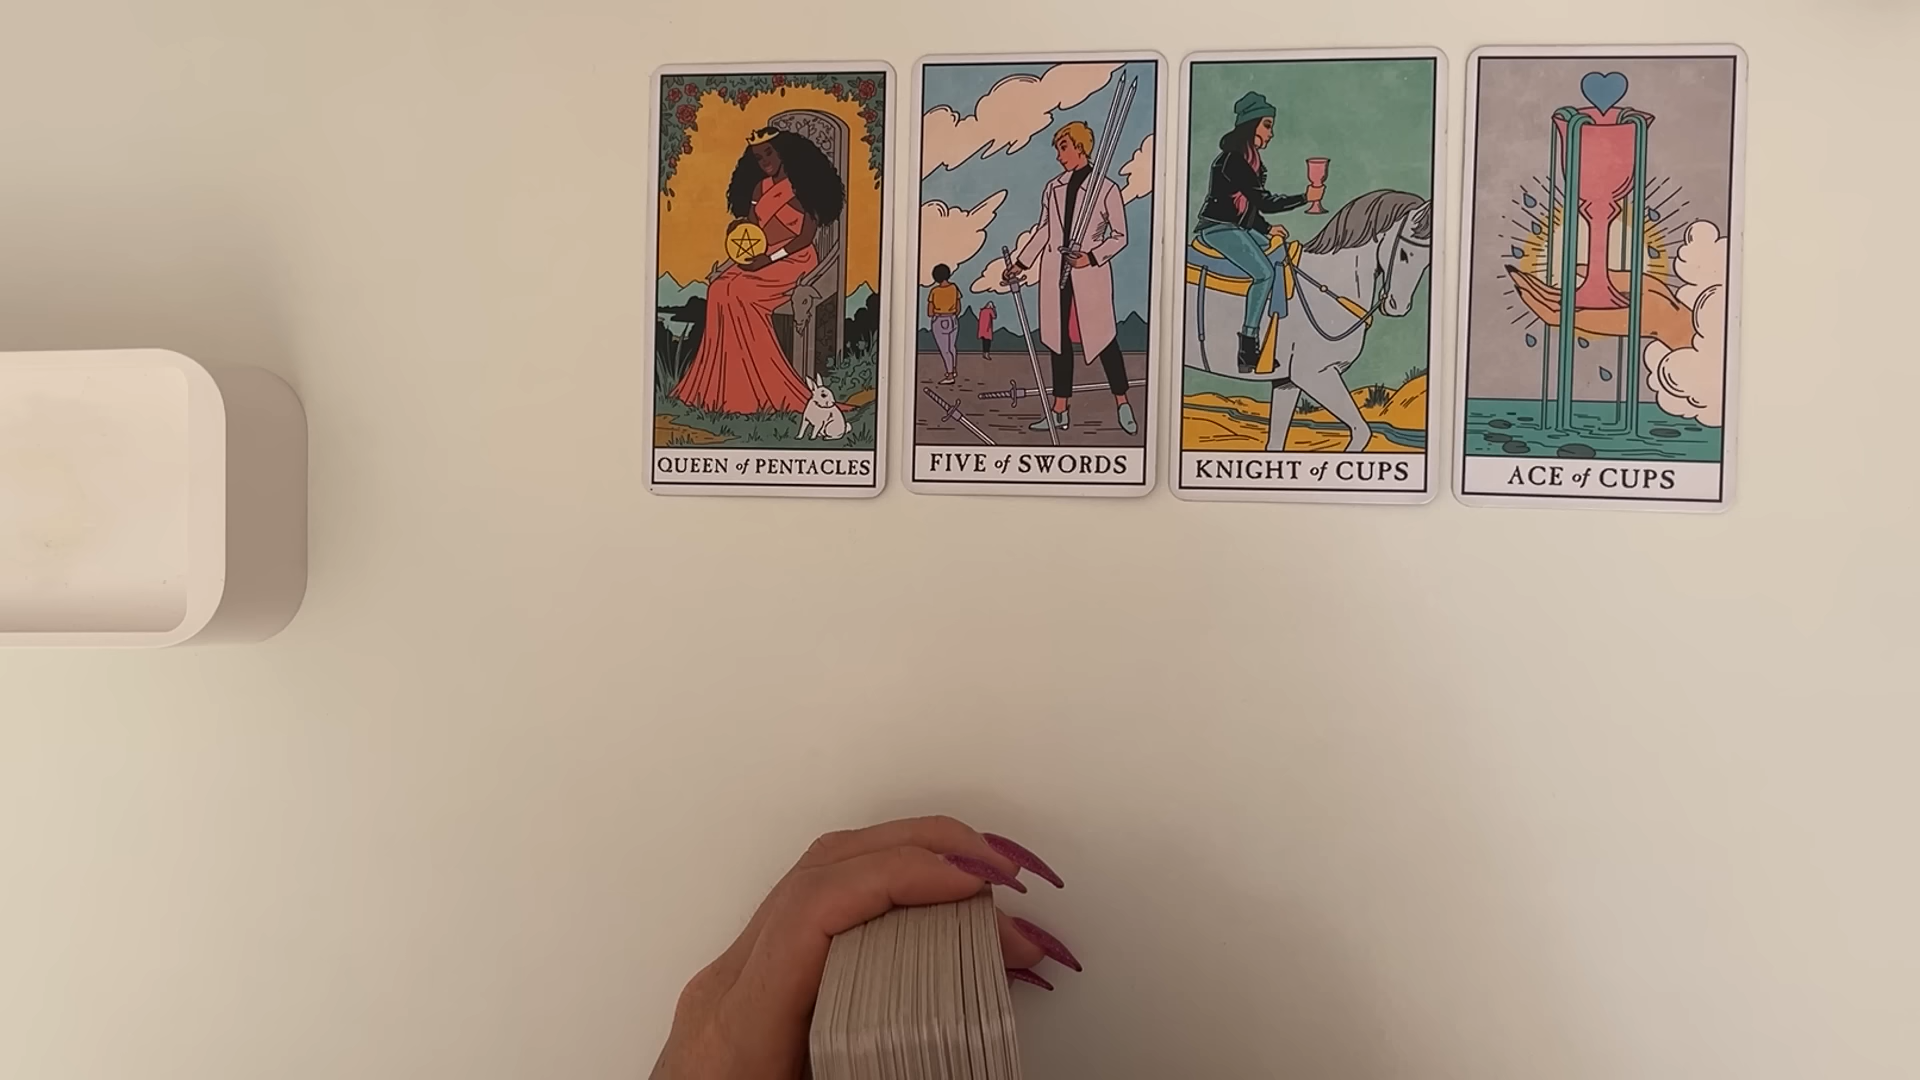 QUEEN of PENTACLES
FIVE of SWORDS
KNIGHT of CUPS
ACE of CUPS